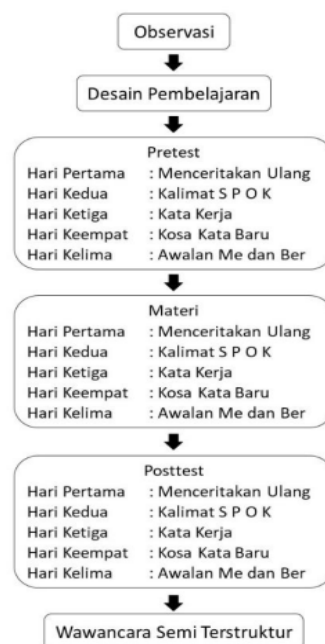 Observasi
Desain Pembelajaran
Pretest
Hari Pertama : Menceritakan Ulang
Hari Kedua : Kalimat S P O K
Hari Ketiga : Kata Kerja
Hari Keempat : Kosa Kata Baru
Hari Kelima : Awalan Me dan Ber
Materi
Hari Pertama : Menceritakan Ulang
Hari Kedua : Kalimat S P O K
Hari Ketiga : Kata Kerja
Hari Keempat : Kosa Kata Baru
Hari Kelima : Awalan Me dan Ber
Posttest
Hari Pertama : Menceritakan Ulang
Hari Kedua : Kalimat S P O K
Hari Ketiga : Kata Kerja
Hari Keempat : Kosa Kata Baru
Hari Kelima : Awalan Me dan Ber
Wawancara Semi Terstruktur